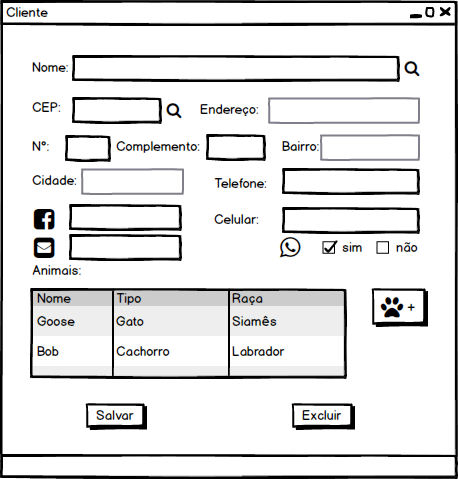 Cliente
Nome:
CEP: Endereço:
N°: Complemento: Bairro:
Cidade: Telefone:
Celular:
sim não
Animais:
Nome Tipo Raça
Goose Gato Siamês
+
Bob Cachorro Labrador
Salvar Excluir